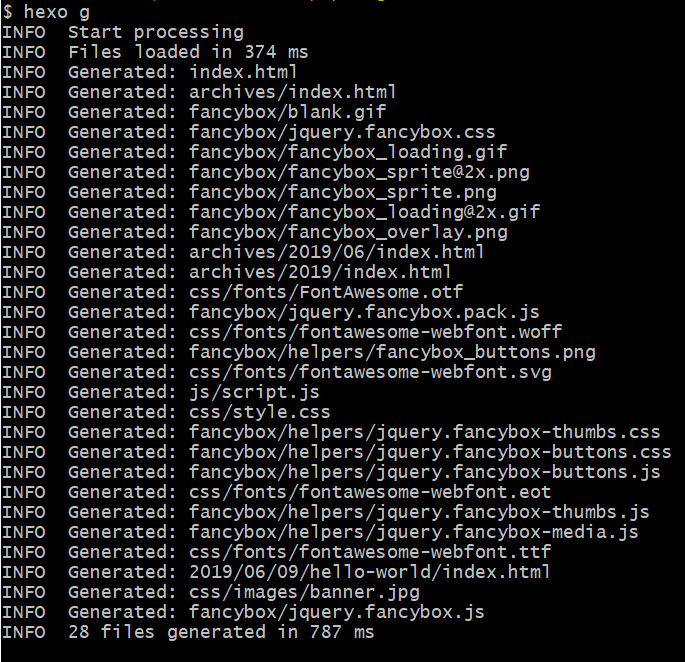 $ hexo g
INFO  Start processing
INFO  Files loaded in 374 ms
INFO  Generated: index.html
INFO  Generated: archives/index.html
INFO  Generated: fancybox/blank.gif
INFO  Generated: fancybox/jquery.fancybox.css
INFO  Generated: fancybox/fancybox_loading.gif
INFO  Generated: fancybox/fancybox_sprite@2x.png
INFO  Generated: fancybox/fancybox_sprite.png
INFO  Generated: fancybox/fancybox_loading@2x.gif
INFO  Generated: fancybox/fancybox_overlay.png
INFO  Generated: archives/2019/06/index.html
INFO  Generated: archives/2019/index.html
INFO  Generated: css/fonts/FontAwesome.otf
INFO  Generated: fancybox/jquery.fancybox.pack.js
INFO  Generated: css/fonts/fontawesome-webfont.woff
INFO  Generated: fancybox/helpers/fancybox_buttons.png
INFO  Generated: css/fonts/fontawesome-webfont.svg
INFO  Generated: js/script.js
INFO  Generated: css/style.css
INFO  Generated: fancybox/helpers/jquery.fancybox-thumbs.css
INFO  Generated: fancybox/helpers/jquery.fancybox-buttons.css
INFO  Generated: fancybox/helpers/jquery.fancybox-buttons.js
INFO  Generated: css/fonts/fontawesome-webfont.eot
INFO  Generated: fancybox/helpers/jquery.fancybox-thumbs.js
INFO  Generated: fancybox/helpers/jquery.fancybox-media.js
INFO  Generated: css/fonts/fontawesome-webfont.ttf
INFO  Generated: 2019/06/09/hello-world/index.html
INFO  Generated: css/images/banner.jpg
INFO  Generated: fancybox/jquery.fancybox.js
INFO  28 files generated in 787 ms